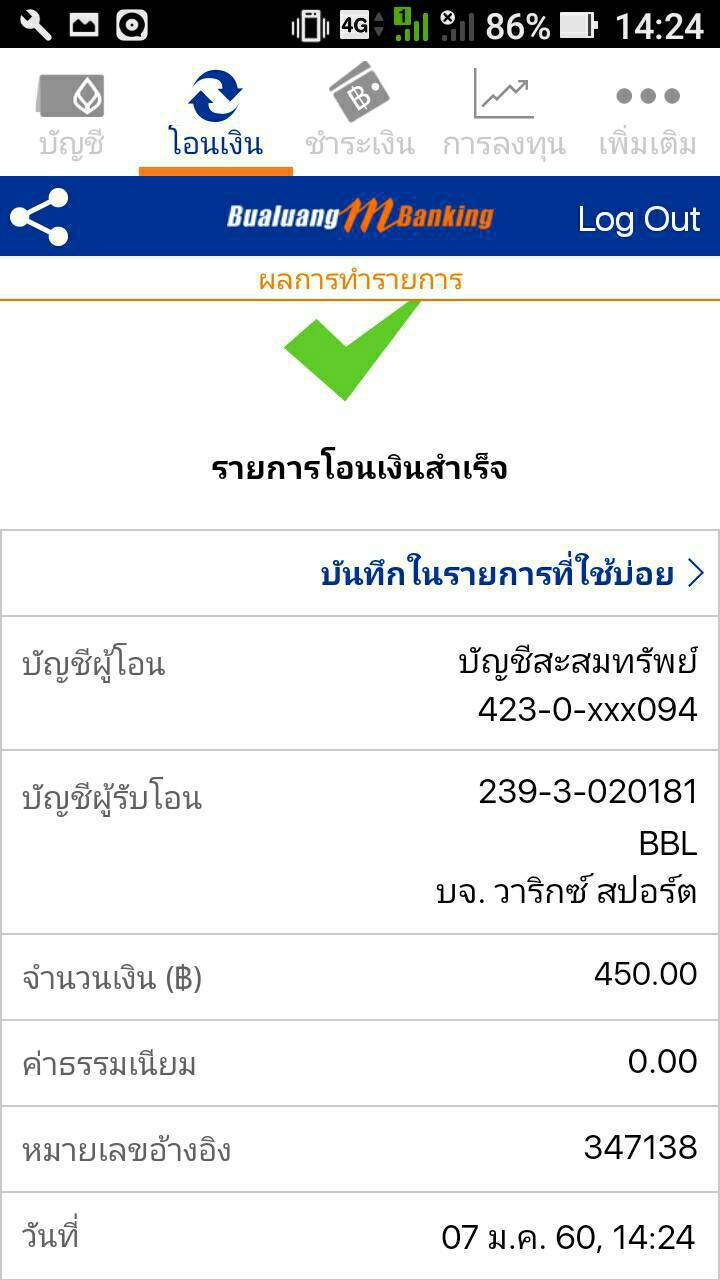 4G 1 86% 14:24
บัญชี โอนเงิน ชำระเงิน การลงทุน เพิ่มเติม
Bualuang mBanking Log Out
ผลการทำรายการ
รายการโอนเงินสำเร็จ
บันทึกในรายการที่ใช้บ่อย
บัญชีผู้โอน บัญชีสะสมทรัพย์
423-0-xxx094
บัญชีผู้รับโอน 239-3-020181
BBL
บจ. วาริกซ์ สปอร์ต
จำนวนเงิน (฿) 450.00
ค่าธรรมเนียม 0.00
หมายเลขอ้างอิง 347138
วันที่ 07 ม.ค. 60, 14:24